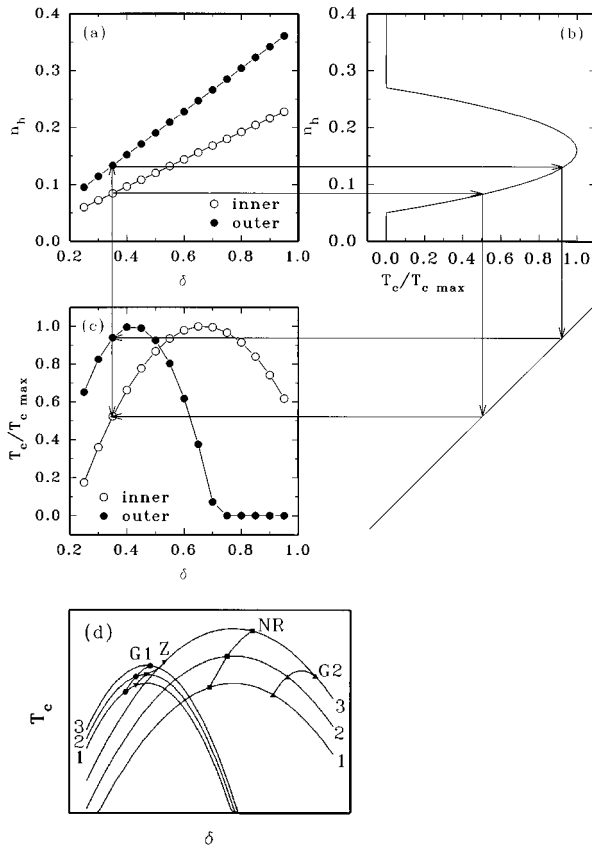 (a)
0.4
0.3
0.2
0.1
0.0
n_h
0.2 0.4 0.6 0.8 1.0
δ
inner
outer
(b)
0.4
0.3
0.2
0.1
0.0
n_h
0.0 0.2 0.4 0.6 0.8 1.0
T_c/T_c max
(c)
1.0
0.8
0.6
0.4
0.2
0.0
T_c/T_c max
inner
outer
0.2 0.4 0.6 0.8 1.0
δ
(d)
G1 Z NR G2
3
2
1
3
2
1
T_c
δ